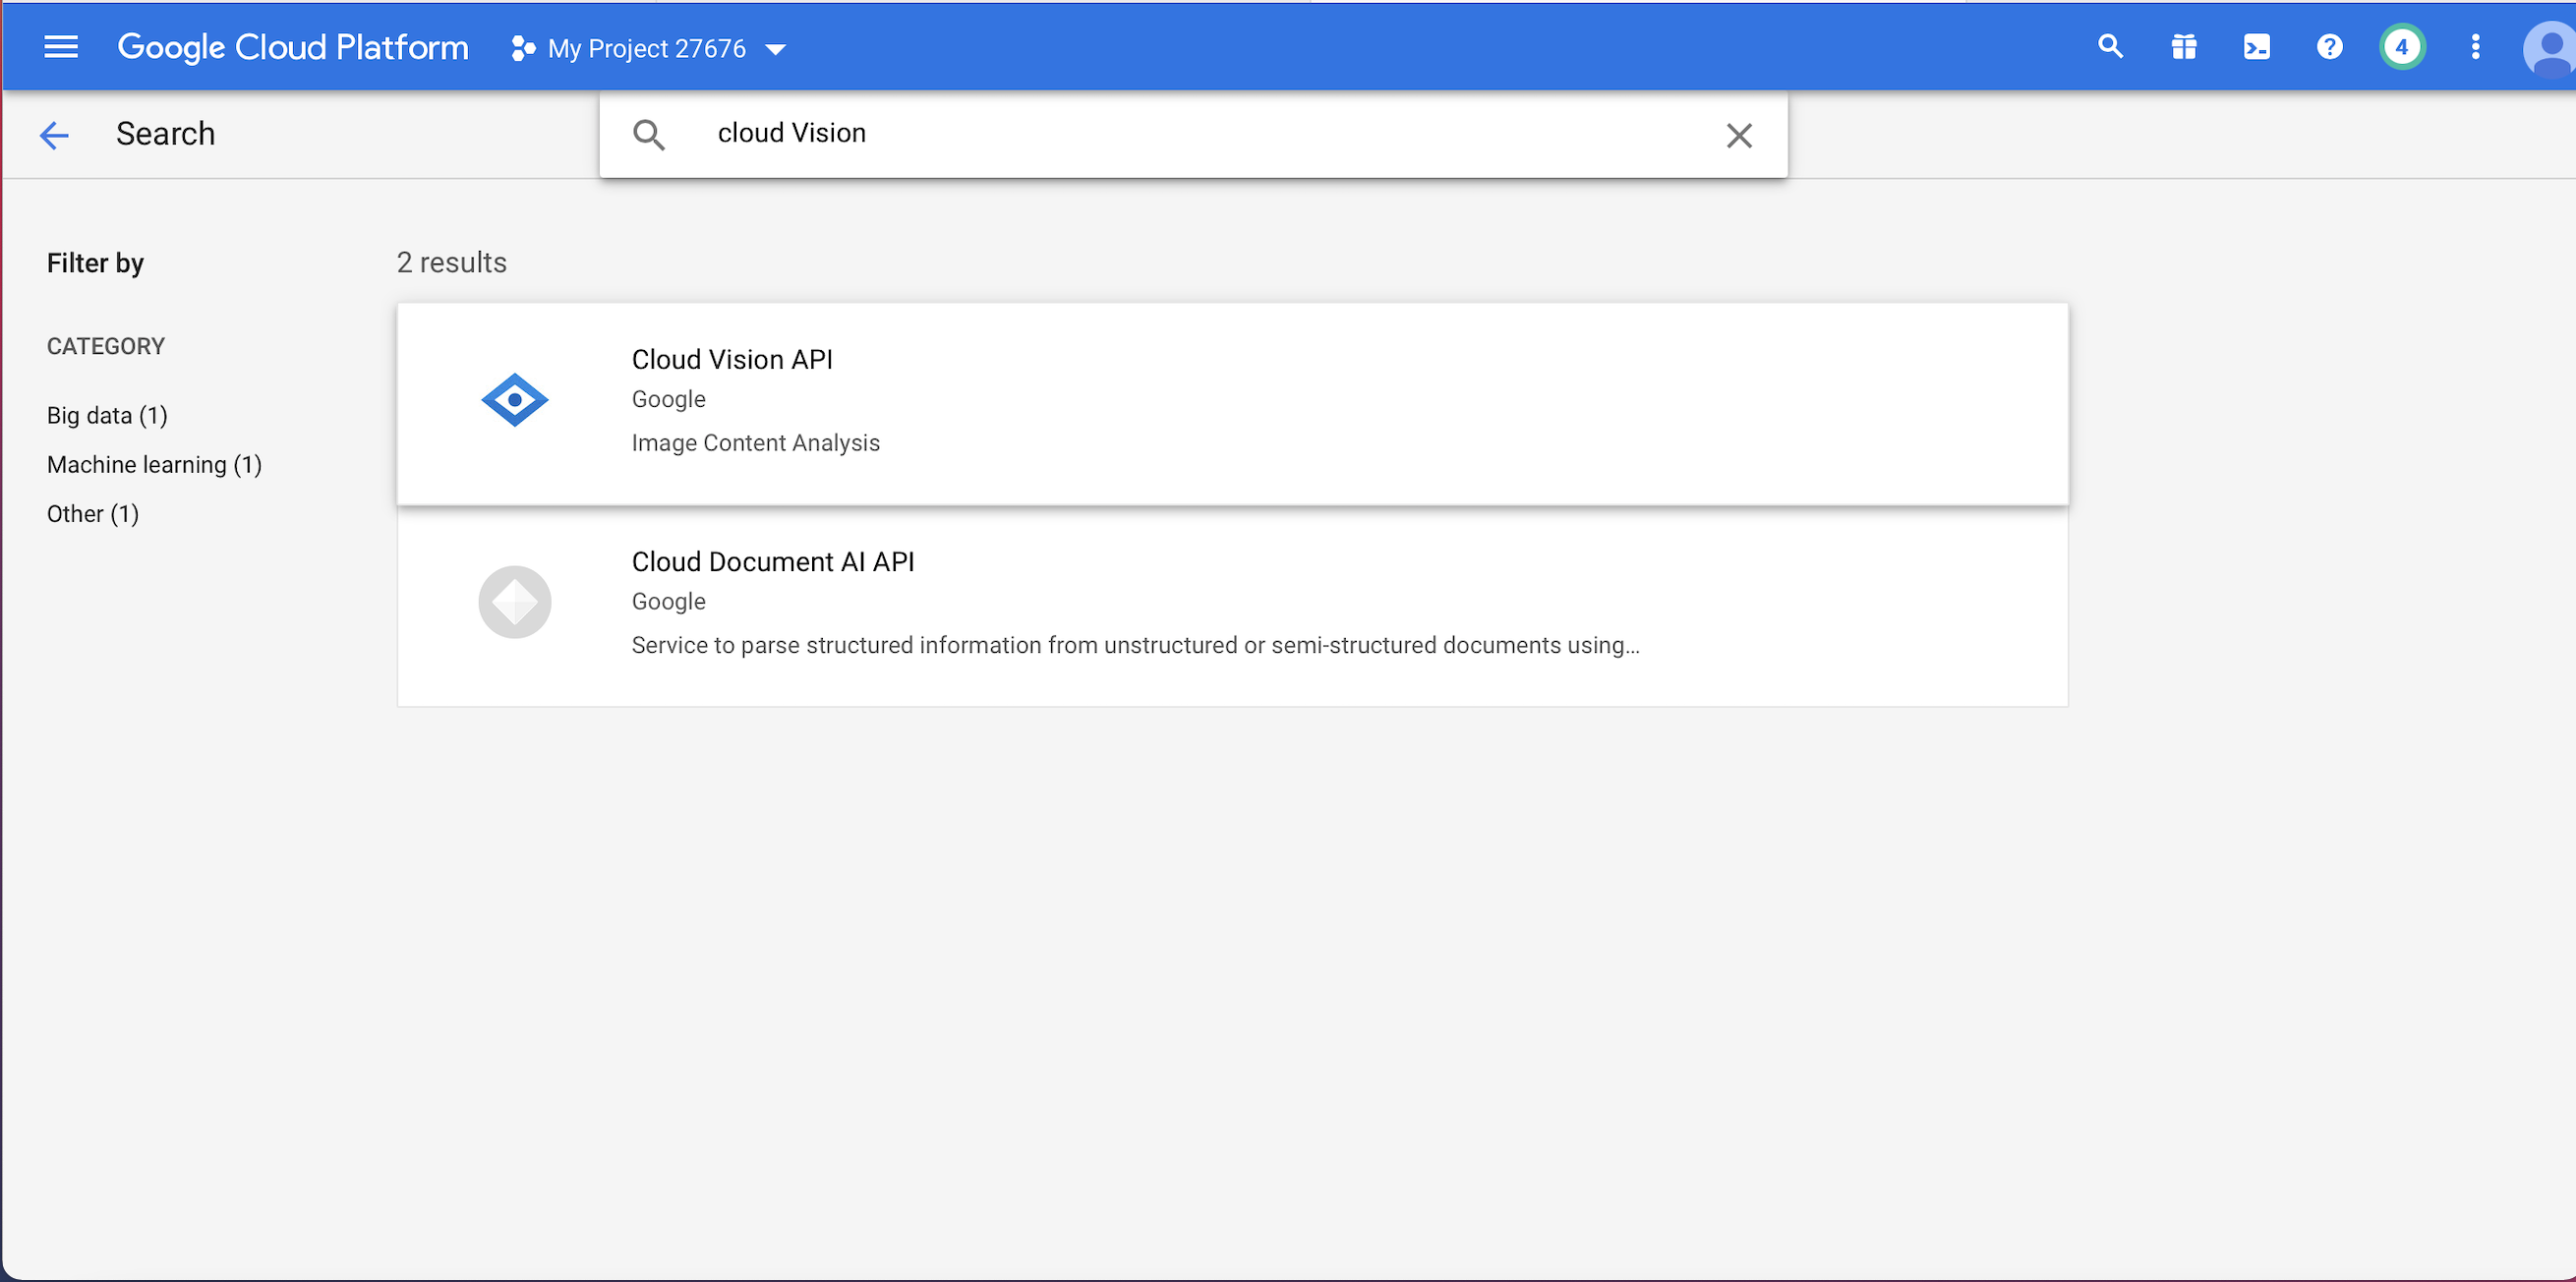 Google Cloud Platform
My Project 27676
4
Search
cloud Vision
Filter by
2 results
CATEGORY
Big data (1)
Machine learning (1)
Other (1)
Cloud Vision API
Google
Image Content Analysis
Cloud Document AI API
Google
Service to parse structured information from unstructured or semi-structured documents using...